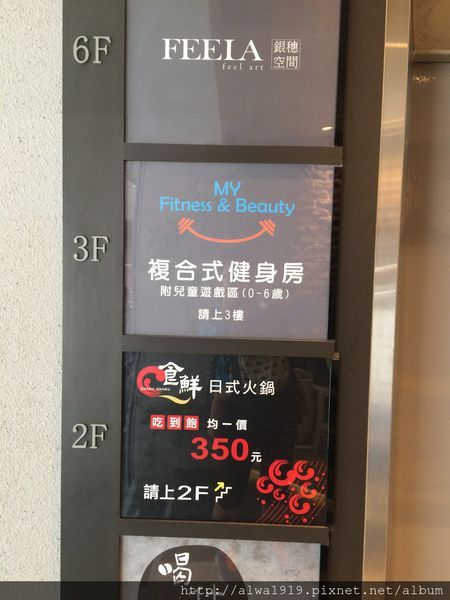 6F
FEELA
feel art
銀穗
空間
3F
MY
Fitness & Beauty
複合式健身房
附兒童遊戲區(0~6歲)
請上3樓
2F
食鮮 日式火鍋
SHABU SHABU
吃到飽 均一價
350元
請上2F
喝
http://alwa1919.pixnet.net/album